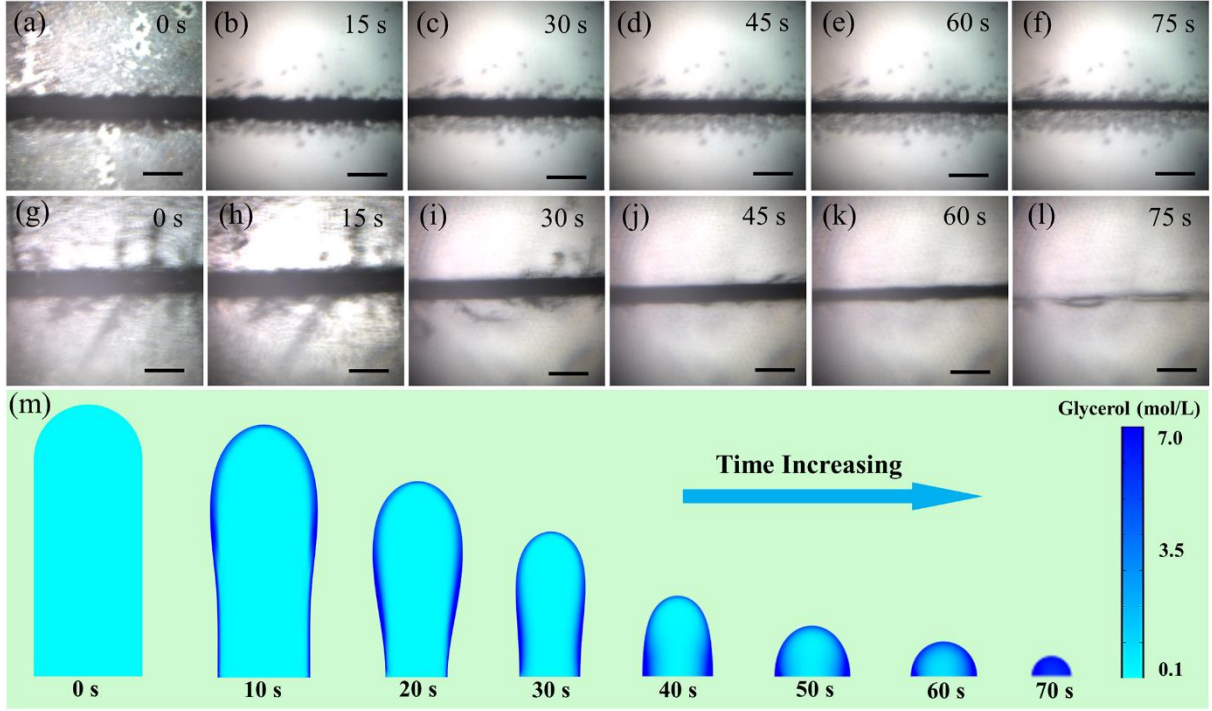 (a) 0 s
(b) 15 s
(c) 30 s
(d) 45 s
(e) 60 s
(f) 75 s
(g) 0 s
(h) 15 s
(i) 30 s
(j) 45 s
(k) 60 s
(l) 75 s
(m)
Glycerol (mol/L)
7.0
3.5
0.1
Time Increasing
0 s
10 s
20 s
30 s
40 s
50 s
60 s
70 s